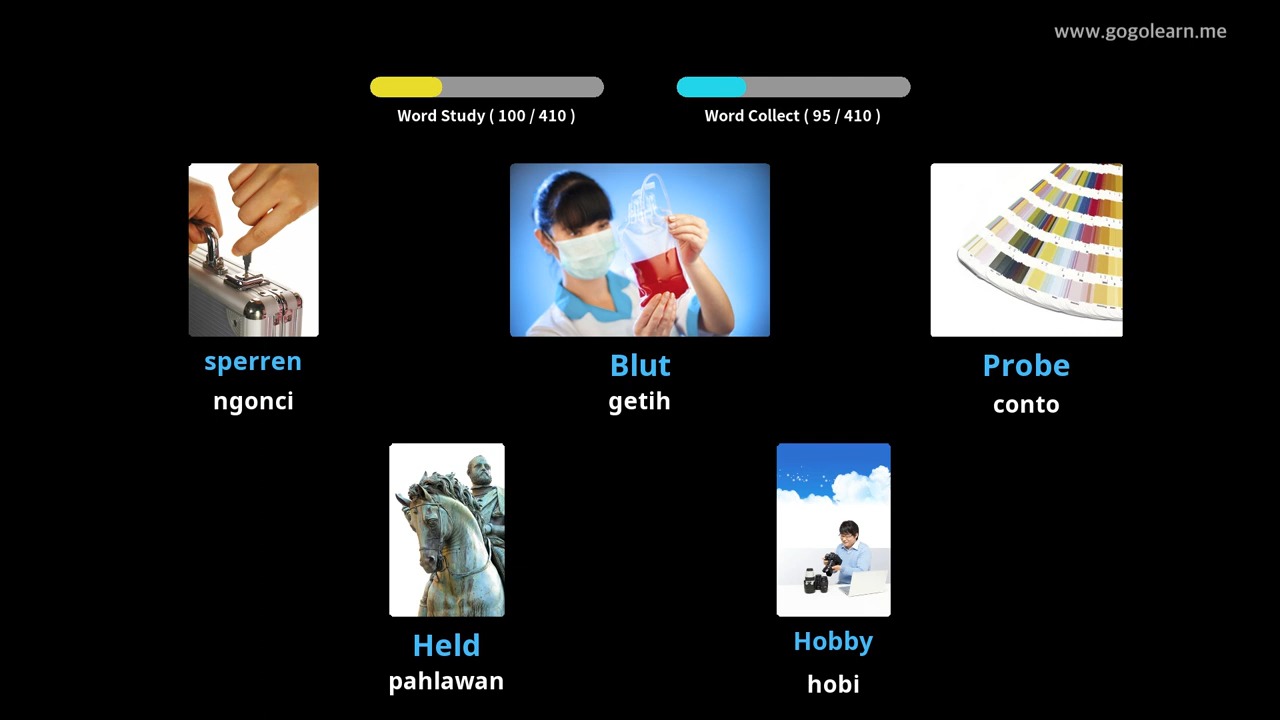 www.gogolearn.me
Word Study ( 100 / 410 )
Word Collect ( 95 / 410 )
sperren
ngonci
Blut
getih
Probe
conto
Held
pahlawan
Hobby
hobi